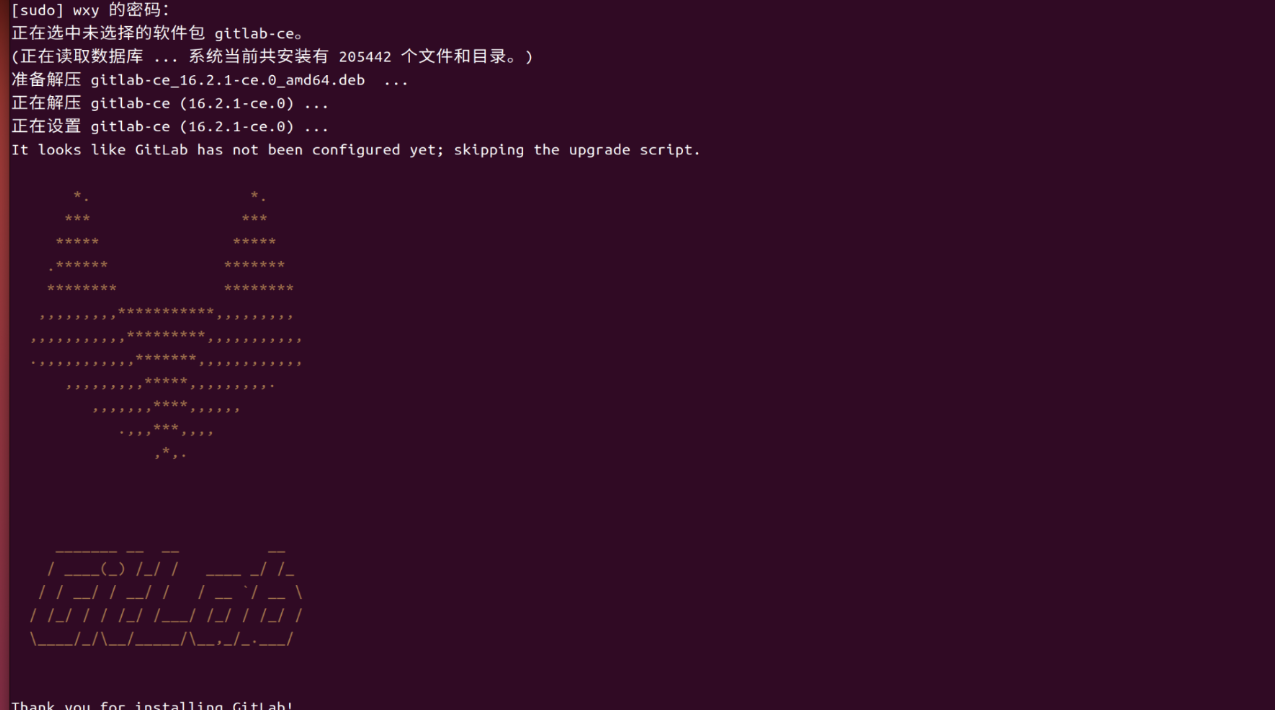 [sudo] wxy 的密码：
正在选中未选择的软件包 gitlab-ce。
(正在读取数据库 ... 系统当前共安装有 205442 个文件和目录。)
准备解压 gitlab-ce_16.2.1-ce.0_amd64.deb  ...
正在解压 gitlab-ce (16.2.1-ce.0) ...
正在设置 gitlab-ce (16.2.1-ce.0) ...
It looks like GitLab has not been configured yet; skipping the upgrade script.

       *.                  *.
      ***                 ***
     *****               *****
    .******             *******
    ********            ********
   ,,,,,,,,,***********,,,,,,,,,
  ,,,,,,,,,,,*********,,,,,,,,,,,
  .,,,,,,,,,,,*******,,,,,,,,,,,,
      ,,,,,,,,,*****,,,,,,,,,.
         ,,,,,,,****,,,,,,
            .,,,***,,,,
                ,*,.

     _______ __  __          __
    / ____(_) /_/ /   ____ _/ /_
   / / __/ / __/ /   / __ `/ __ \
  / /_/ / / /_/ /___/ /_/ / /_/ /
  \____/_/\__/_____/\__,_/_.___/

Thank you for installing GitLab!